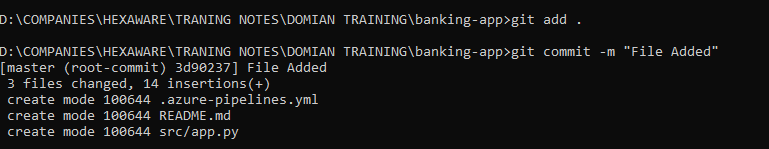 D:\COMPANIES\HEXAWARE\TRANING NOTES\DOMIAN TRAINING\banking-app>git add .
D:\COMPANIES\HEXAWARE\TRANING NOTES\DOMIAN TRAINING\banking-app>git commit -m "File Added"
[master (root-commit) 3d90237] File Added
 3 files changed, 14 insertions(+)
 create mode 100644 .azure-pipelines.yml
 create mode 100644 README.md
 create mode 100644 src/app.py